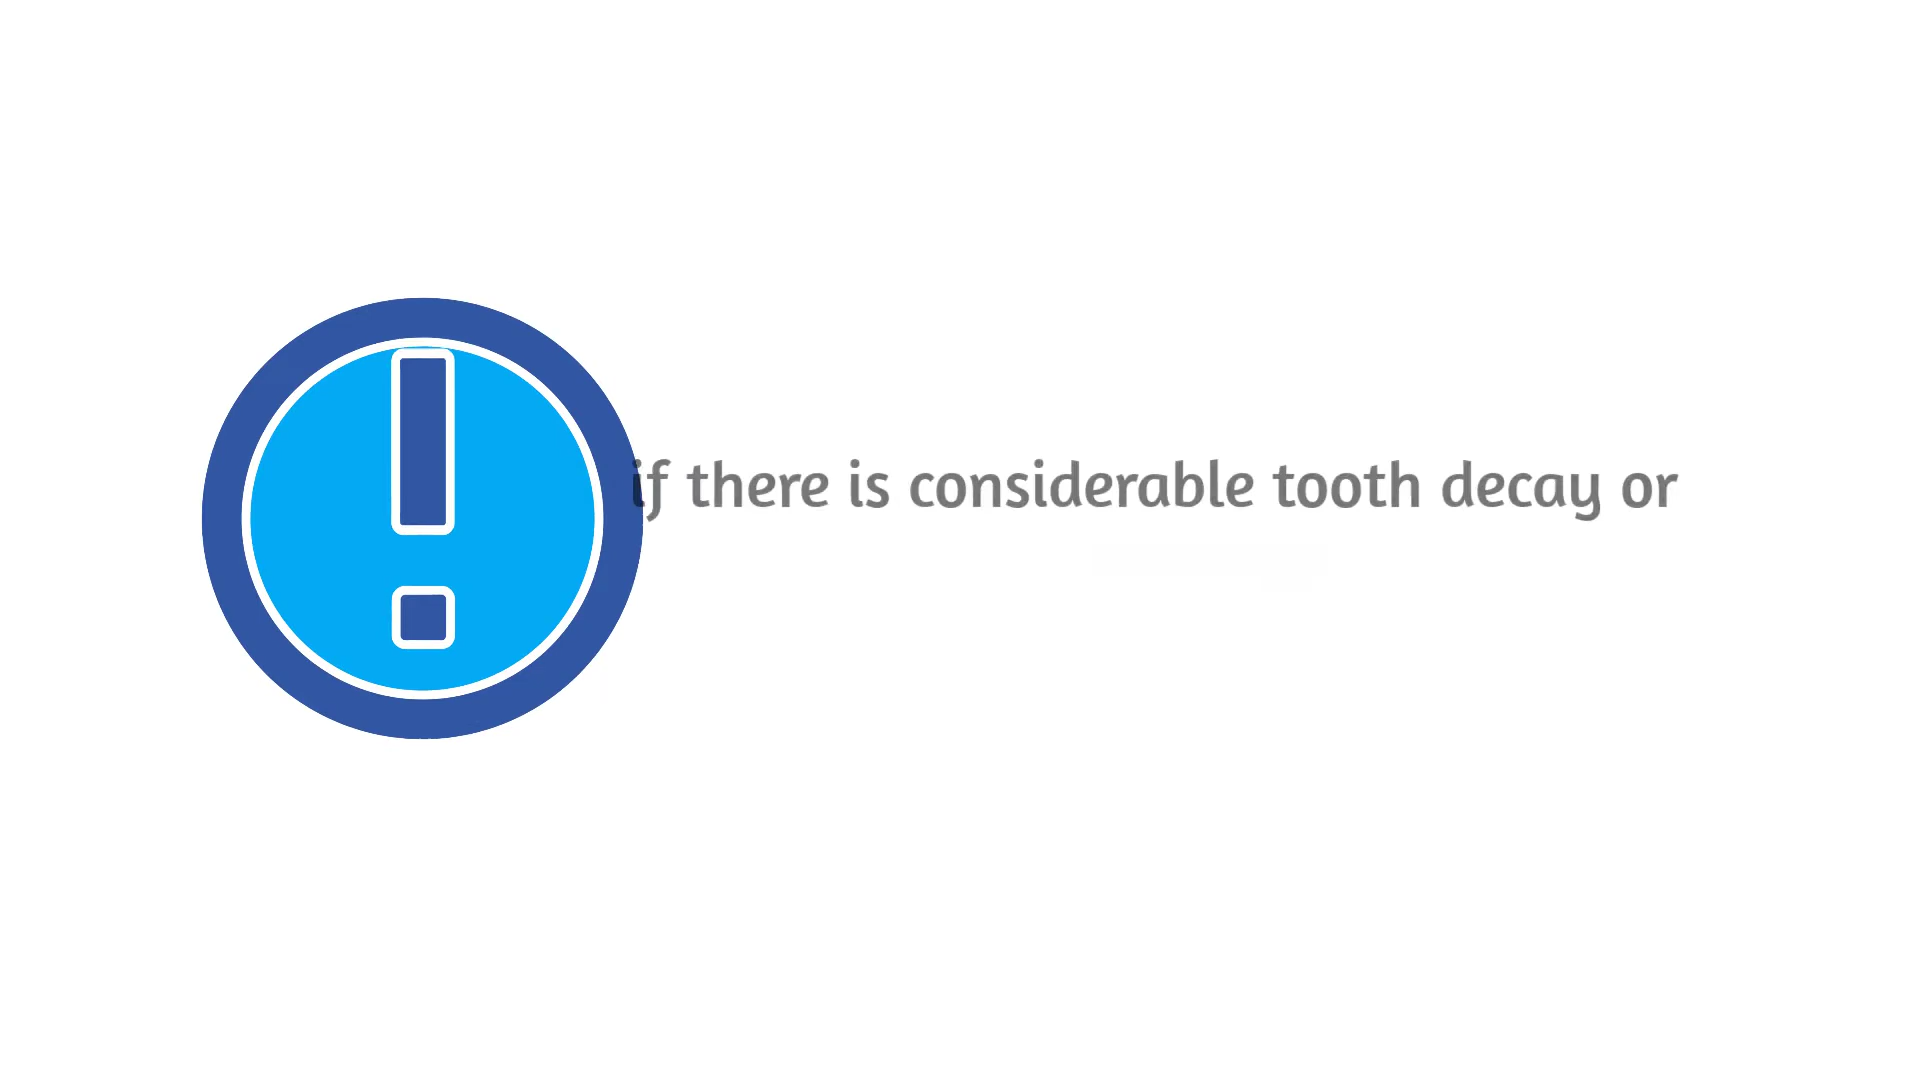 if there is considerable tooth decay or